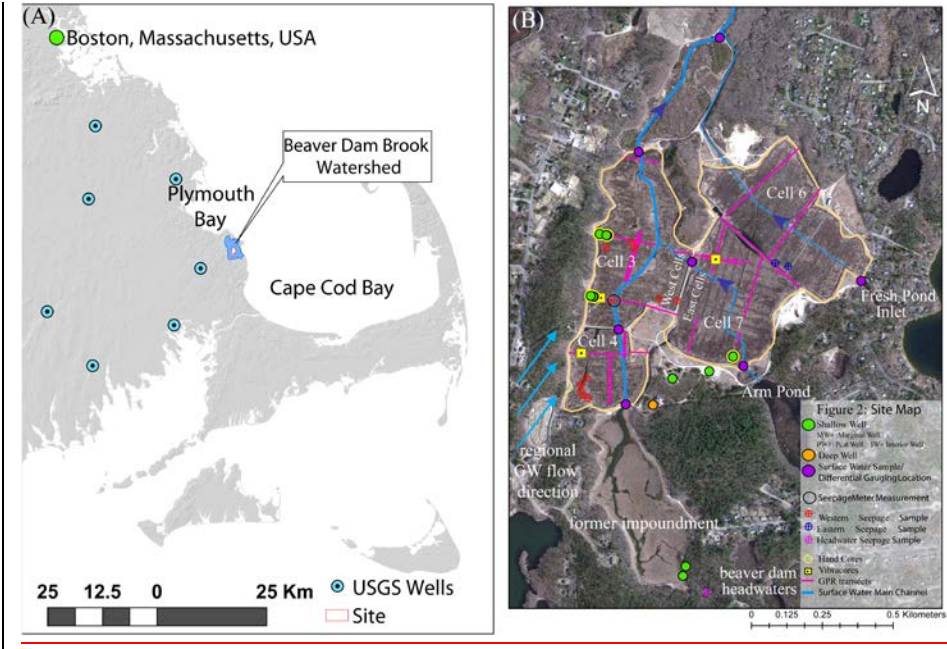 (A)
Boston, Massachusetts, USA
Beaver Dam Brook
Watershed
Plymouth
Bay
Cape Cod Bay
25 12.5 0 25 Km
USGS Wells
Site
(B)
N
Cell 6
Cell 3
West Cells
East Cells
Fresh Pond
Inlet
Cell 7
Cell 4
Arm Pond
regional
GW flow
direction
former impoundment
beaver dam
headwaters
Figure 2: Site Map
Shallow Well
Deep Well
Surface Water Sample/
Differential Gauging Location
SeepageMeter Measurement
Western Seepage Sample
Eastern Seepage Sample
Headwater Seepage Sample
Hand Cores
Vibracores
GPR transects
Surface Water Main Channel
0 0.125 0.25 0.5 Kilometers